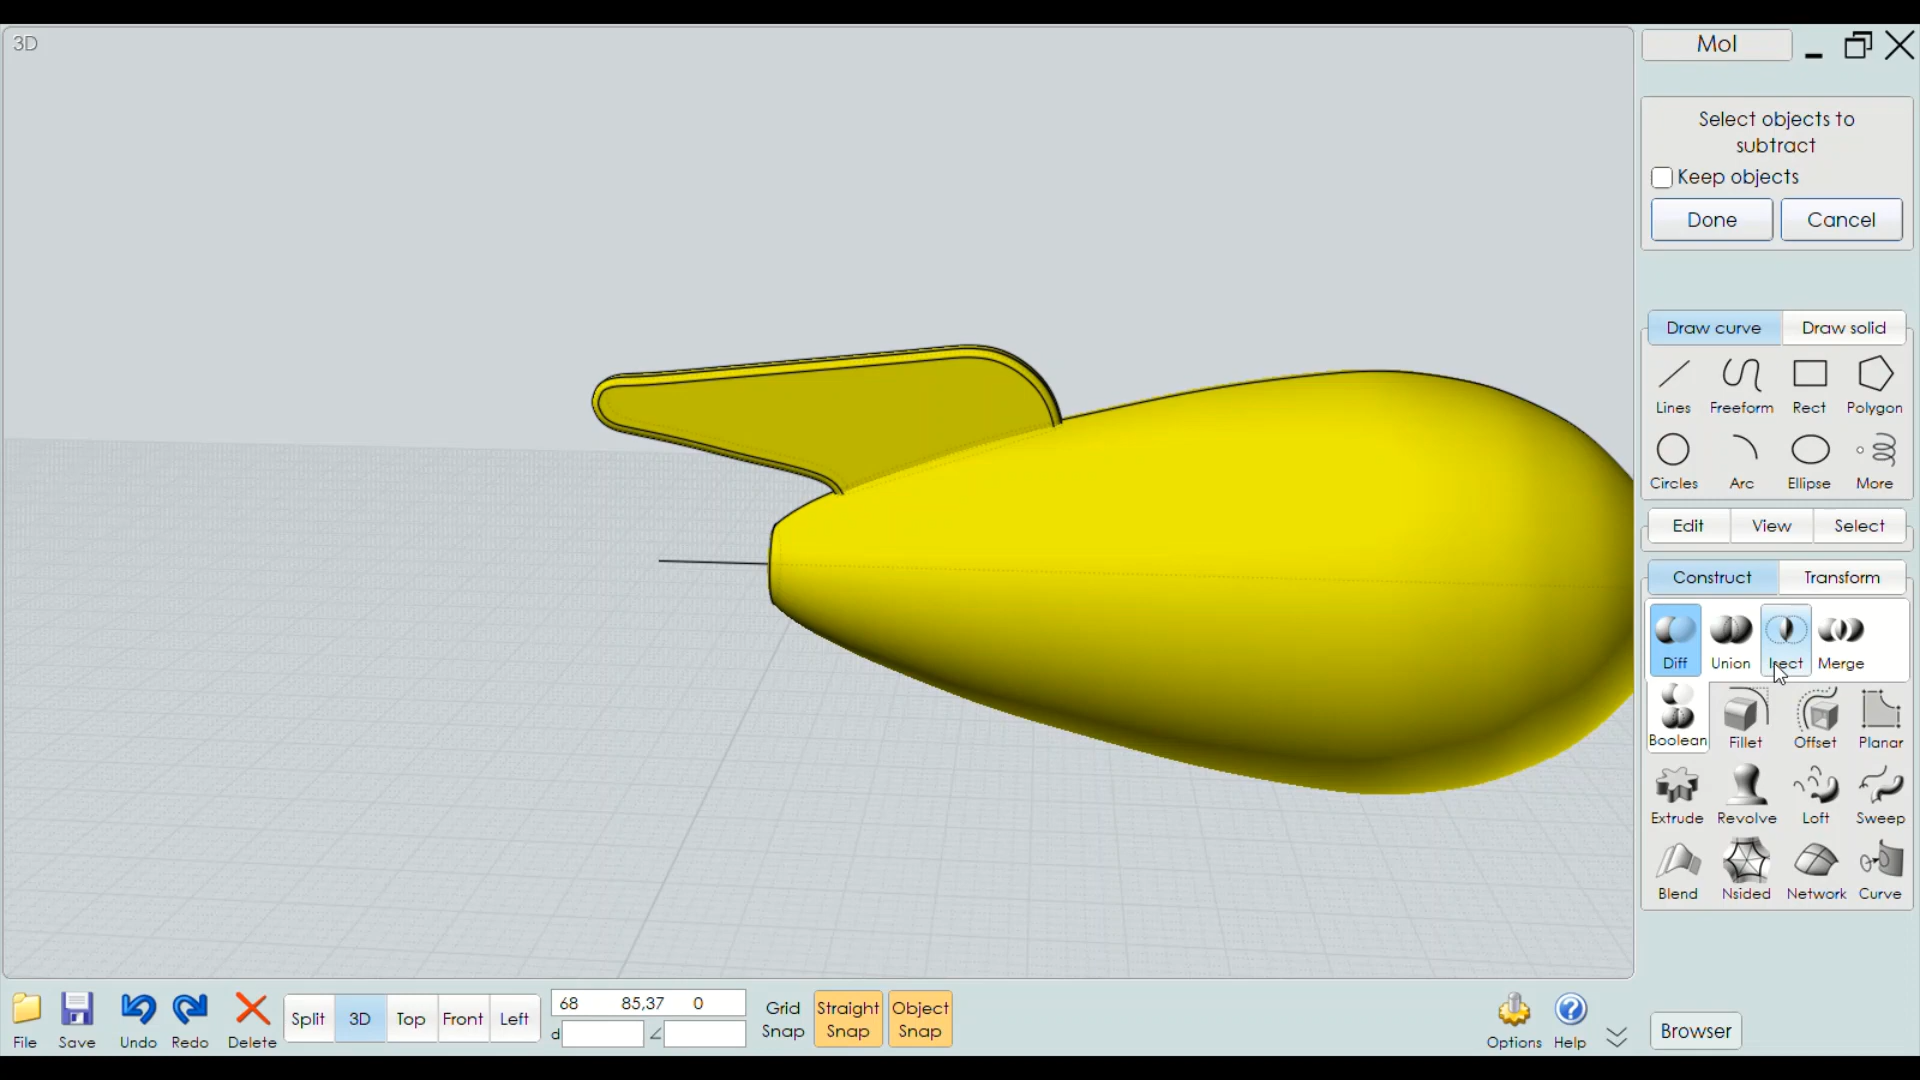 3D
MoI
Select objects to
subtract
Keep objects
Done Cancel
Draw curve Draw solid
Lines Freeform Rect Polygon
Circles Arc Ellipse More
Edit View Select
Construct Transform
Diff Union Isect Merge
Boolean Fillet Offset Planar
Extrude Revolve Loft Sweep
Blend Nsided Network Curve
File Save Undo Redo Delete
Split 3D Top Front Left
68 85,37 0
d
Grid
Snap
Straight
Snap
Object
Snap
Options Help
Browser